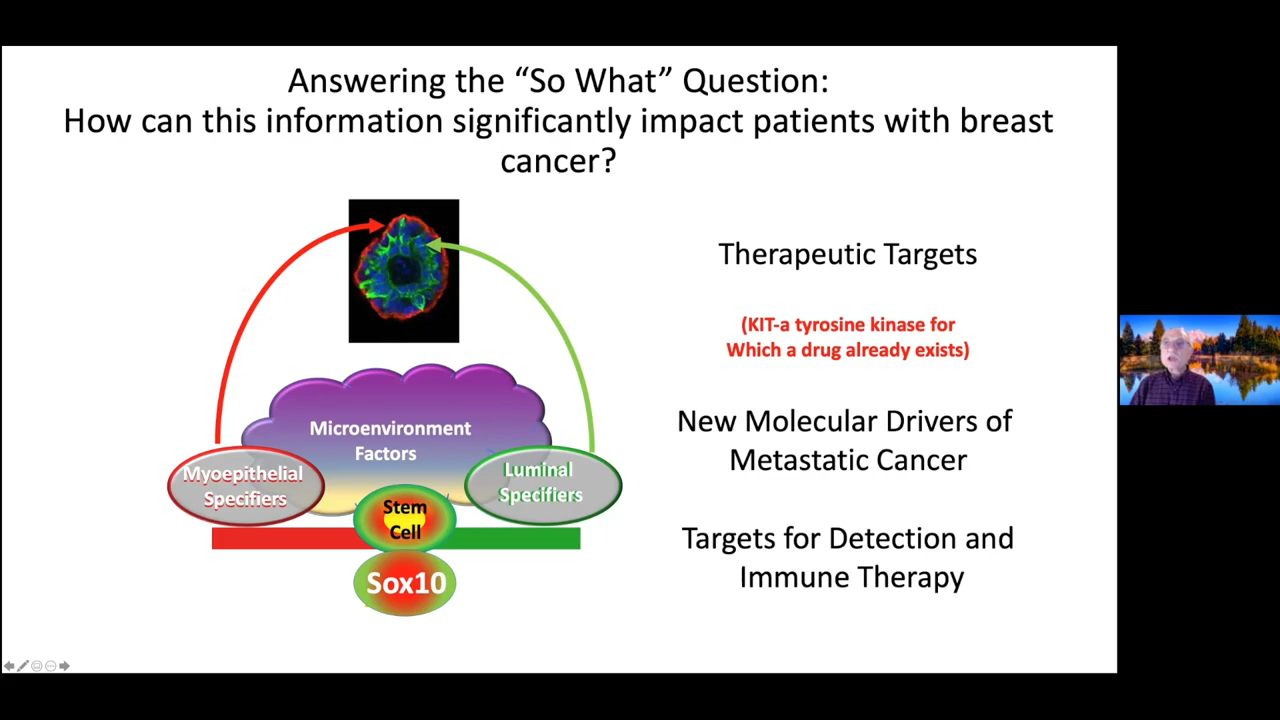 Answering the “So What” Question:
How can this information significantly impact patients with breast
cancer?
Therapeutic Targets
(KIT-a tyrosine kinase for
Which a drug already exists)
New Molecular Drivers of
Metastatic Cancer
Targets for Detection and
Immune Therapy
Microenvironment
Factors
Myoepithelial
Specifiers
Luminal
Specifiers
Stem
Cell
Sox10